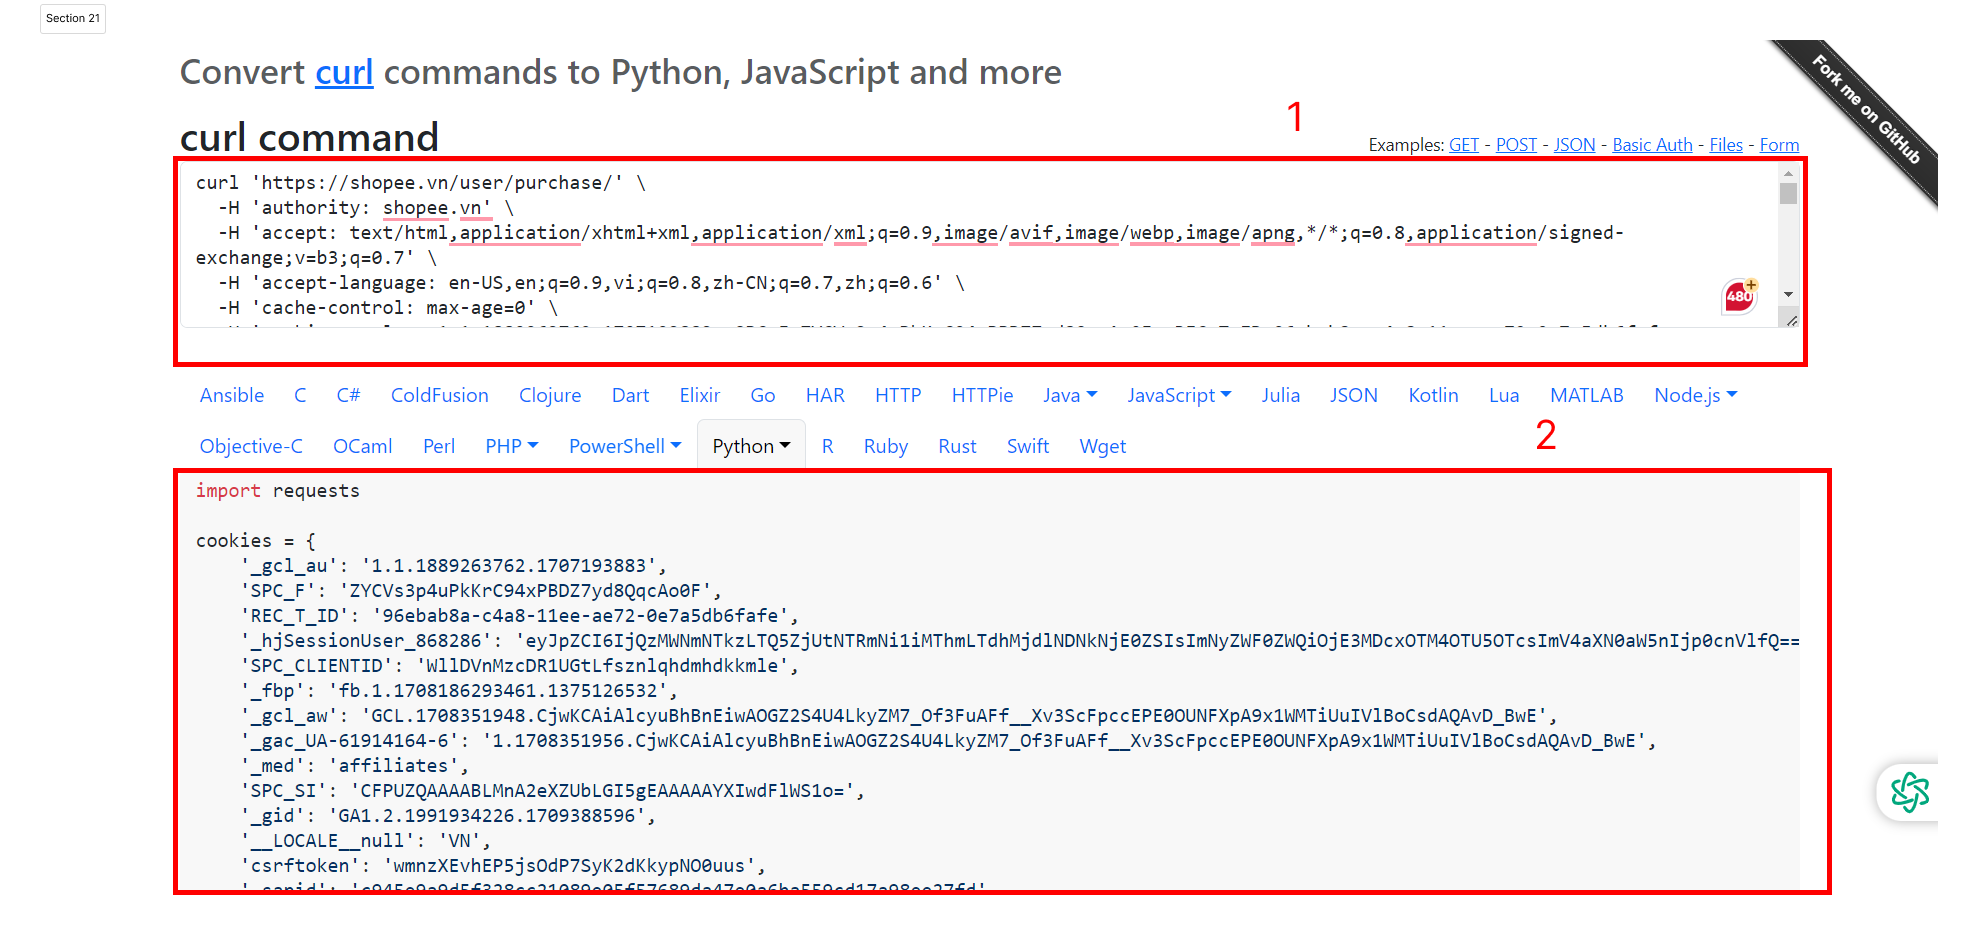 Section 21
Convert curl commands to Python, JavaScript and more
Fork me on GitHub
1
curl command
Examples: GET - POST - JSON - Basic Auth - Files - Form
curl 'https://shopee.vn/user/purchase/' \
-H 'authority: shopee.vn' \
-H 'accept: text/html,application/xhtml+xml,application/xml;q=0.9,image/avif,image/webp,image/apng,*/*;q=0.8,application/signed-
exchange;v=b3;q=0.7' \
-H 'accept-language: en-US,en;q=0.9,vi;q=0.8,zh-CN;q=0.7,zh;q=0.6' \
-H 'cache-control: max-age=0' \
480
Ansible C C# ColdFusion Clojure Dart Elixir Go HAR HTTP HTTPie Java JavaScript Julia JSON Kotlin Lua MATLAB Node.js
2
Objective-C OCaml Perl PHP PowerShell Python R Ruby Rust Swift Wget
import requests
cookies = {
'_gcl_au': '1.1.1889263762.1707193883',
'SPC_F': 'ZYCVs3p4uPkKrC94xPBDZ7yd8QqcAo0F',
'REC_T_ID': '96ebab8a-c4a8-11ee-ae72-0e7a5db6fafe',
'_hjSessionUser_868286': 'eyJpZCI6IjQzMWNmNTkzLTQ5ZjUtNTRmNi1iMThmLTdhMjdlNDNkNjE0ZSIsImNyZWF0ZWQiOjE3MDcxOTM4OTU5OTcsImV4aXN0aW5nIjp0cnVlfQ==
'SPC_CLIENTID': 'WllDVnMzcDR1UGtLfsznlqhdmhdkkmle',
'_fbp': 'fb.1.1708186293461.1375126532',
'_gcl_aw': 'GCL.1708351948.CjwKCAiAlcyuBhBnEiwAOGZ2S4U4LkyZM7_Of3FuAFf__Xv3ScFpccEPE0OUNFXpA9x1WMTiUuIVlBoCsdAQAvD_BwE',
'_gac_UA-61914164-6': '1.1708351956.CjwKCAiAlcyuBhBnEiwAOGZ2S4U4LkyZM7_Of3FuAFf__Xv3ScFpccEPE0OUNFXpA9x1WMTiUuIVlBoCsdAQAvD_BwE',
'_med': 'affiliates',
'SPC_SI': 'CFPUZQAAAABLMnA2eXZUbLGI5gEAAAAAYXIwdFlWS1o=',
'_gid': 'GA1.2.1991934226.1709388596',
'__LOCALE__null': 'VN',
'csrftoken': 'wmnzXEvhEP5jsOdP7SyK2dKkypNO0uus',